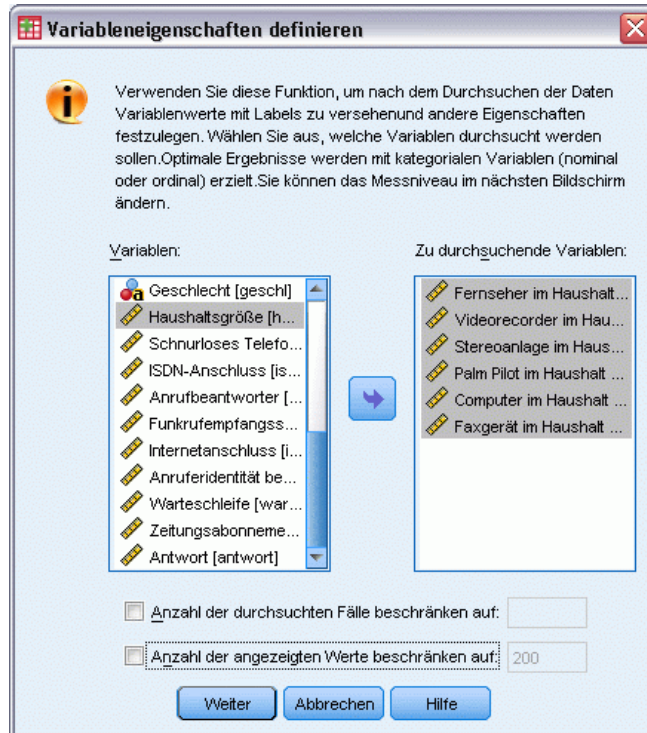 Variableneigenschaften definieren
Verwenden Sie diese Funktion, um nach dem Durchsuchen der Daten
Variablenwerte mit Labels zu versehenund andere Eigenschaften
festzulegen. Wählen Sie aus, welche Variablen durchsucht werden
sollen.Optimale Ergebnisse werden mit kategorialen Variablen (nominal
oder ordinal) erzielt.Sie können das Messniveau im nächsten Bildschirm
ändern.
Variablen:
Geschlecht [geschl]
Haushaltsgröße [h...
Schnurloses Telefo...
ISDN-Anschluss [is...
Anrufbeantworter [...
Funkrufempfangss...
Internetanschluss [i...
Anruferidentität be...
Warteschleife [war...
Zeitungsabonneme...
Antwort [antwort]
Zu durchsuchende Variablen:
Fernseher im Haushalt...
Videorecorder im Hau...
Stereoanlage im Haus...
Palm Pilot im Haushalt ...
Computer im Haushalt ...
Faxgerät im Haushalt ...
Anzahl der durchsuchten Fälle beschränken auf:
Anzahl der angezeigten Werte beschränken auf: 200
Weiter Abbrechen Hilfe